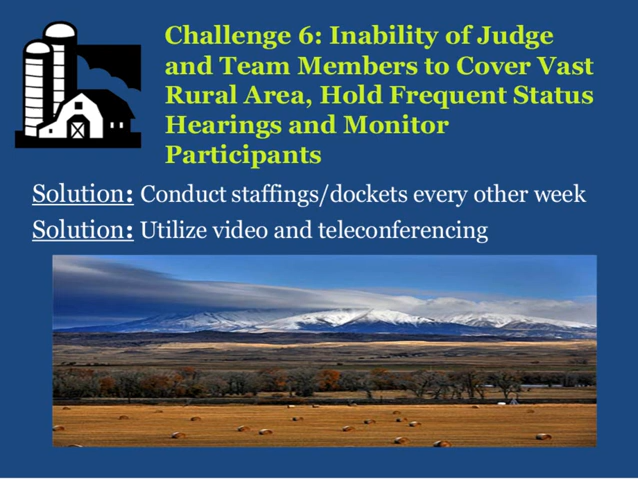 Challenge 6: Inability of Judge
and Team Members to Cover Vast
Rural Area, Hold Frequent Status
Hearings and Monitor
Participants
Solution: Conduct staffings/dockets every other week
Solution: Utilize video and teleconferencing